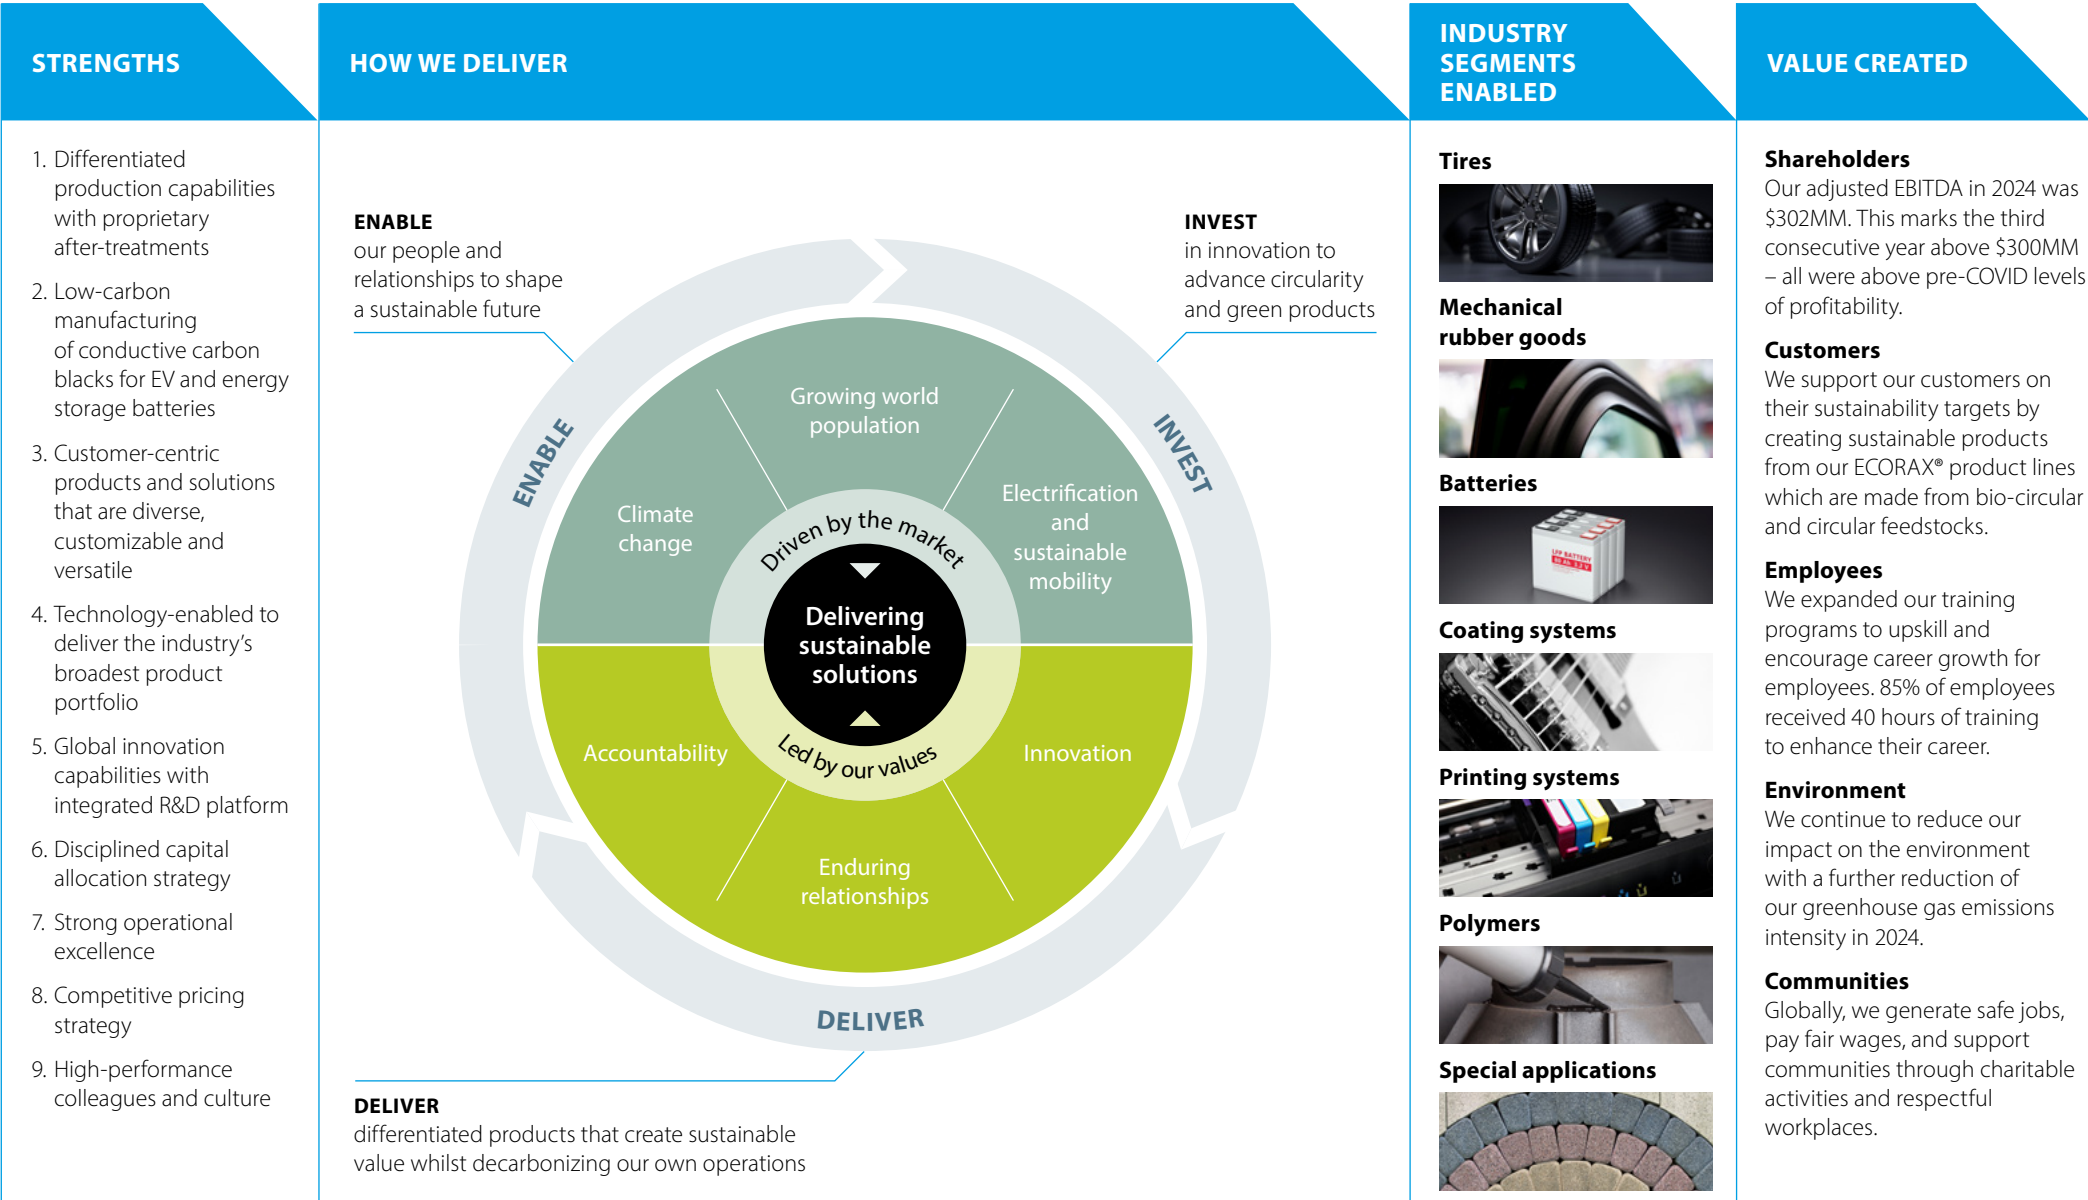 STRENGTHS
1. Differentiated
production capabilities
with proprietary
after-treatments
2. Low-carbon
manufacturing
of conductive carbon
blacks for EV and energy
storage batteries
3. Customer-centric
products and solutions
that are diverse,
customizable and
versatile
4. Technology-enabled to
deliver the industry’s
broadest product
portfolio
5. Global innovation
capabilities with
integrated R&D platform
6. Disciplined capital
allocation strategy
7. Strong operational
excellence
8. Competitive pricing
strategy
9. High-performance
colleagues and culture
HOW WE DELIVER
ENABLE
our people and
relationships to shape
a sustainable future
INVEST
in innovation to
advance circularity
and green products
ENABLE
INVEST
DELIVER
Growing world
population
Climate
change
Electrification
and
sustainable
mobility
Driven by the market
Delivering
sustainable
solutions
Led by our values
Accountability
Innovation
Enduring
relationships
DELIVER
differentiated products that create sustainable
value whilst decarbonizing our own operations
INDUSTRY
SEGMENTS
ENABLED
Tires
Mechanical
rubber goods
Batteries
LFP BATTERY
Coating systems
Printing systems
Polymers
Special applications
VALUE CREATED
Shareholders
Our adjusted EBITDA in 2024 was
$302MM. This marks the third
consecutive year above $300MM
– all were above pre-COVID levels
of profitability.
Customers
We support our customers on
their sustainability targets by
creating sustainable products
from our ECORAX® product lines
which are made from bio-circular
and circular feedstocks.
Employees
We expanded our training
programs to upskill and
encourage career growth for
employees. 85% of employees
received 40 hours of training
to enhance their career.
Environment
We continue to reduce our
impact on the environment
with a further reduction of
our greenhouse gas emissions
intensity in 2024.
Communities
Globally, we generate safe jobs,
pay fair wages, and support
communities through charitable
activities and respectful
workplaces.